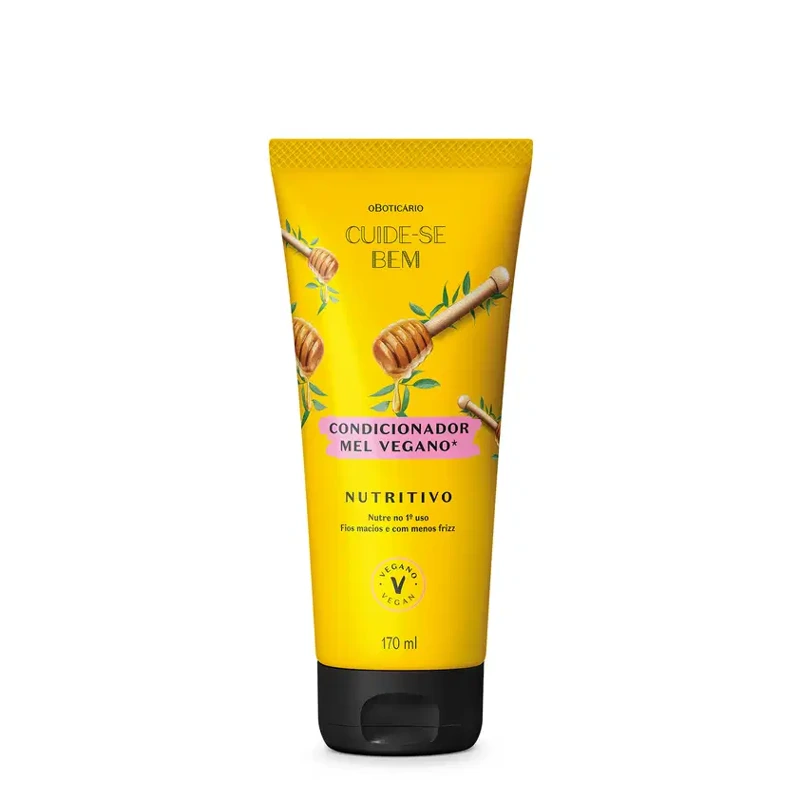 oBOTICÁRIO
CUIDE-SE
BEM
CONDICIONADOR
MEL VEGANO*
NUTRITIVO
Nutre no 1º uso
Fios macios e com menos frizz
VEGANO
V
VEGAN
170 ml